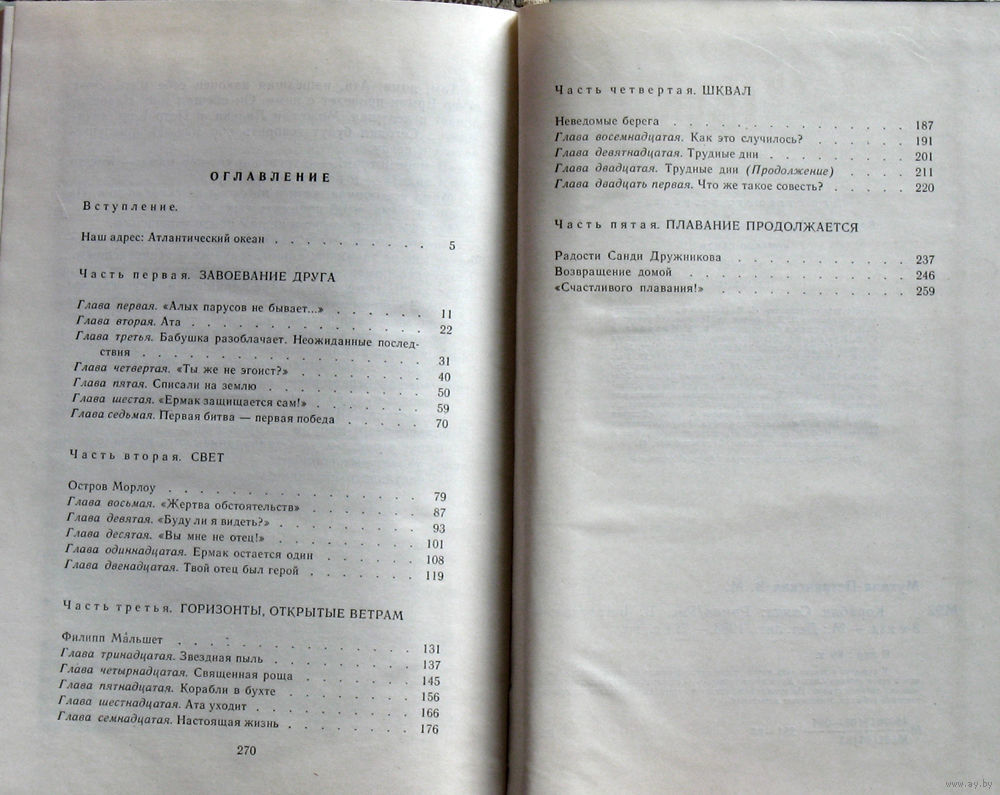 ОГЛАВЛЕНИЕ
Вступление.
Наш адрес: Атлантический океан . . . . . . . . . . . 5
Часть первая. ЗАВОЕВАНИЕ ДРУГА
Глава первая. «Алых парусов не бывает...» . . . . . . . 11
Глава вторая. Ата . . . . . . . . . . . . . . . 22
Глава третья. Бабушка разоблачает. Неожиданные послед-
ствия . . . . . . . . . . . . . . . . . 31
Глава четвертая. «Ты же не эгоист?» . . . . . . . . . 40
Глава пятая. Списали на землю . . . . . . . . . . 50
Глава шестая. «Ермак защищается сам!» . . . . . . . . 59
Глава седьмая. Первая битва — первая победа . . . . . 70
Часть вторая. СВЕТ
Остров Морлоу . . . . . . . . . . . . . . . 79
Глава восьмая. «Жертва обстоятельств» . . . . . . . 87
Глава девятая. «Буду ли я видеть?» . . . . . . . . . 93
Глава десятая. «Вы мне не отец!» . . . . . . . . . 101
Глава одиннадцатая. Ермак остается один . . . . . . 108
Глава двенадцатая. Твой отец был герой . . . . . . . 119
Часть третья. ГОРИЗОНТЫ, ОТКРЫТЫЕ ВЕТРАМ
Филипп Мальшет . . . . . . . . . . . . . . 131
Глава тринадцатая. Звездная пыль . . . . . . . . . 137
Глава четырнадцатая. Священная роща . . . . . . . 145
Глава пятнадцатая. Корабли в бухте . . . . . . . . 156
Глава шестнадцатая. Ата уходит . . . . . . . . . . 166
Глава семнадцатая. Настоящая жизнь . . . . . . . . 176
270
Часть четвертая. ШКВАЛ
Неведомые берега . . . . . . . . . . . . . 187
Глава восемнадцатая. Как это случилось? . . . . . . 191
Глава девятнадцатая. Трудные дни . . . . . . . . . 201
Глава двадцатая. Трудные дни (Продолжение) . . . . 211
Глава двадцать первая. Что же такое совесть? . . . . . 220
Часть пятая. ПЛАВАНИЕ ПРОДОЛЖАЕТСЯ
Радости Санди Дружникова . . . . . . . . . . 237
Возвращение домой . . . . . . . . . . . . . 246
«Счастливого плавания!» . . . . . . . . . . . 259
www.ay.by